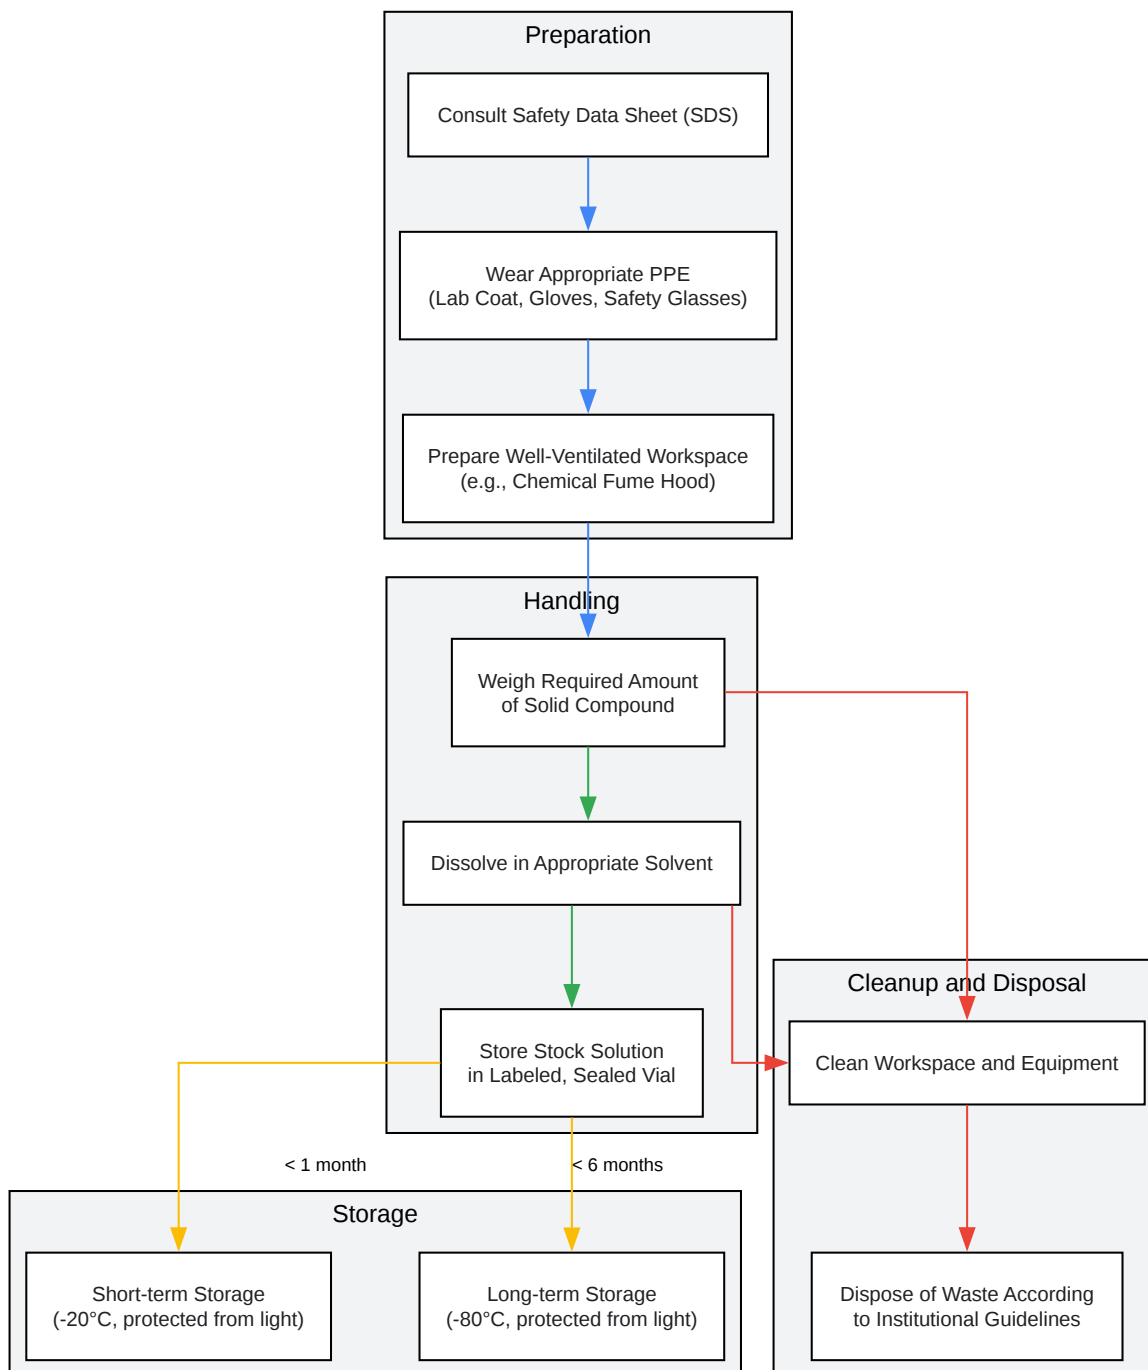 Preparation
Consult Safety Data Sheet (SDS)
Wear Appropriate PPE
(Lab Coat, Gloves, Safety Glasses)
Prepare Well-Ventilated Workspace
(e.g., Chemical Fume Hood)
Handling
Weigh Required Amount
of Solid Compound
Dissolve in Appropriate Solvent
Store Stock Solution
in Labeled, Sealed Vial
Cleanup and Disposal
Clean Workspace and Equipment
< 1 month
< 6 months
Storage
Short-term Storage
(-20°C, protected from light)
Long-term Storage
(-80°C, protected from light)
Dispose of Waste According
to Institutional Guidelines